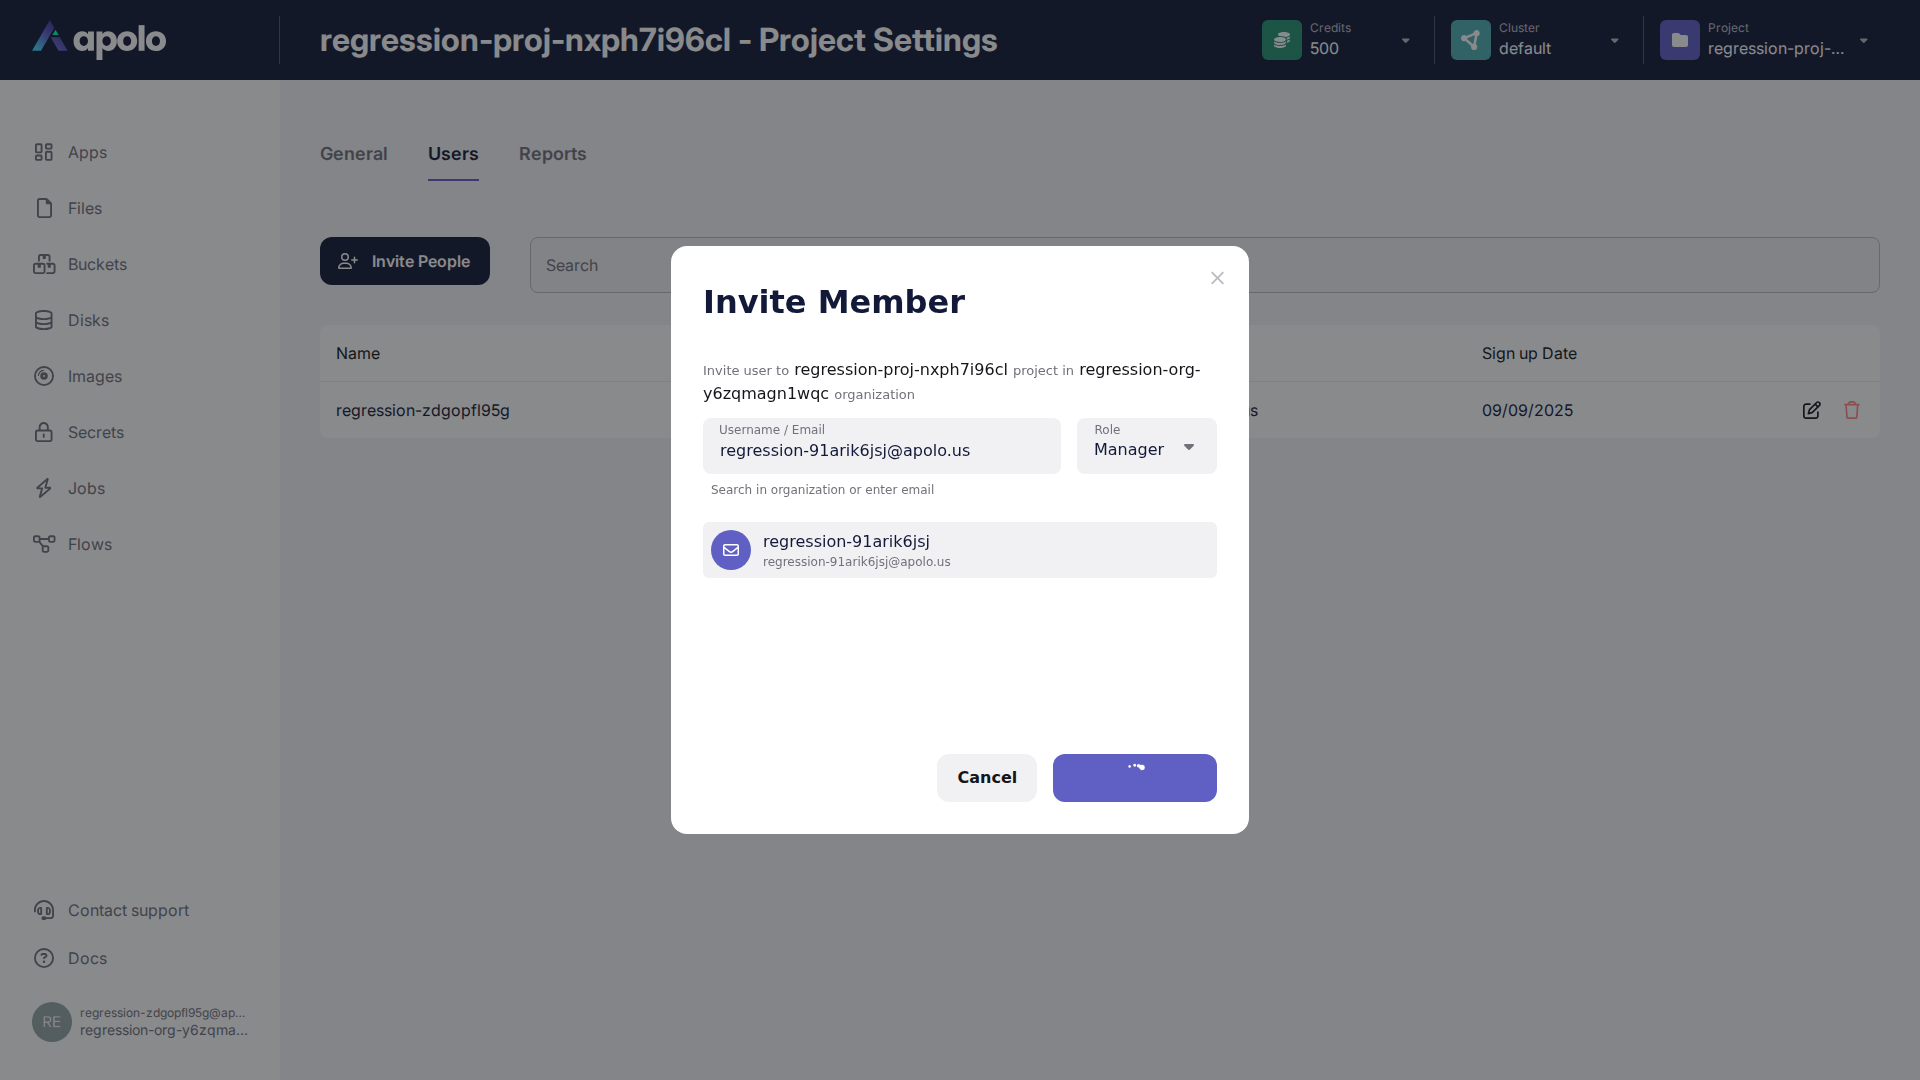 apolo
regression-proj-nxph7i96cl - Project Settings
Credits
500
Cluster
default
Project
regression-proj-...
Apps
Files
Buckets
Disks
Images
Secrets
Jobs
Flows
Contact support
Docs
RE
regression-zdgopfl95g@ap...
regression-org-y6zqma...
General
Users
Reports
Invite People
Search
Name
Sign up Date
regression-zdgopfl95g
s
09/09/2025
Invite Member
Invite user to regression-proj-nxph7i96cl project in regression-org-
y6zqmagn1wqc organization
Username / Email
regression-91arik6jsj@apolo.us
Role
Manager
Search in organization or enter email
regression-91arik6jsj
regression-91arik6jsj@apolo.us
Cancel